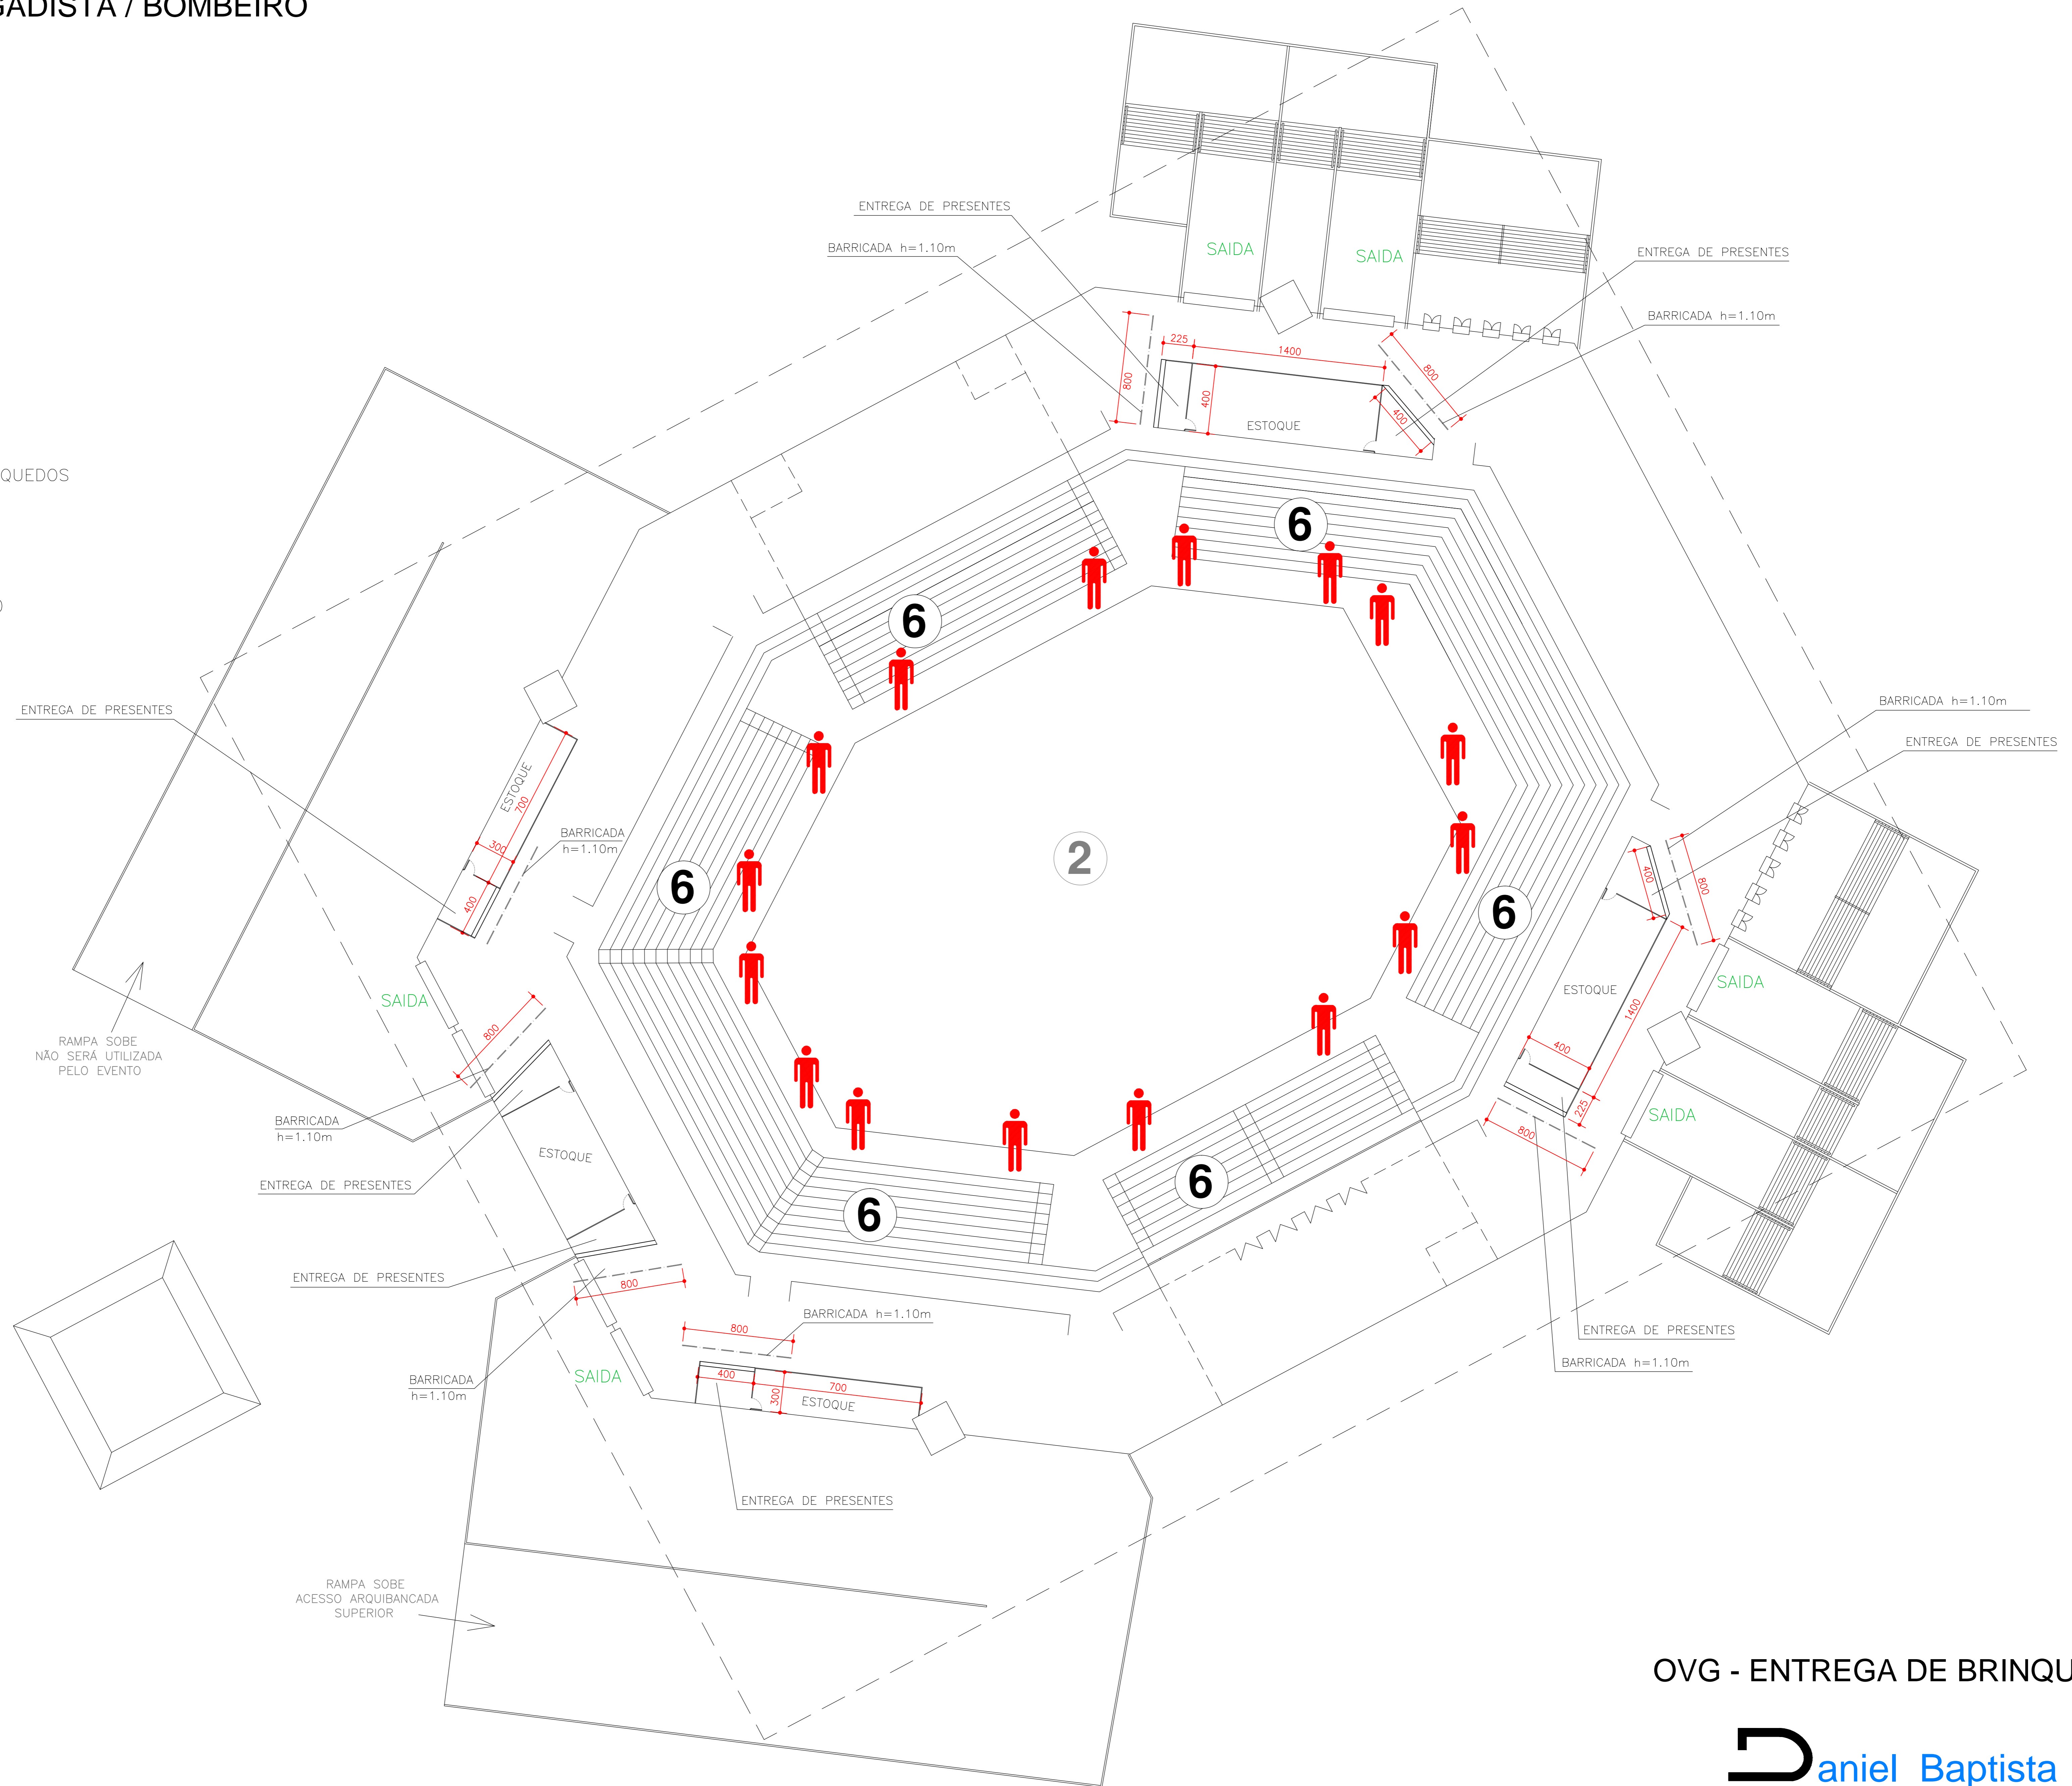 GADISTA / BOMBEIRO
ENTREGA DE PRESENTES
BARRICADA h=1.10m
SAIDA
SAIDA
ENTREGA DE PRESENTES
BARRICADA h=1.10m
225
1400
800
800
400
400
ESTOQUE
QUEDOS
6
6
ENTREGA DE PRESENTES
BARRICADA h=1.10m
ENTREGA DE PRESENTES
ESTOQUE
700
BARRICADA
h=1.10m
300
400
2
6
6
400
800
SAIDA
ESTOQUE
1400
400
225
800
SAIDA
SAIDA
800
RAMPA SOBE
NÃO SERÁ UTILIZADA
PELO EVENTO
BARRICADA
h=1.10m
ESTOQUE
ENTREGA DE PRESENTES
6
6
ENTREGA DE PRESENTES
800
BARRICADA h=1.10m
800
ENTREGA DE PRESENTES
BARRICADA h=1.10m
SAIDA
BARRICADA
h=1.10m
400
700
300
ESTOQUE
ENTREGA DE PRESENTES
RAMPA SOBE
ACESSO ARQUIBANCADA
SUPERIOR
OVG - ENTREGA DE BRINQU
Daniel Baptista